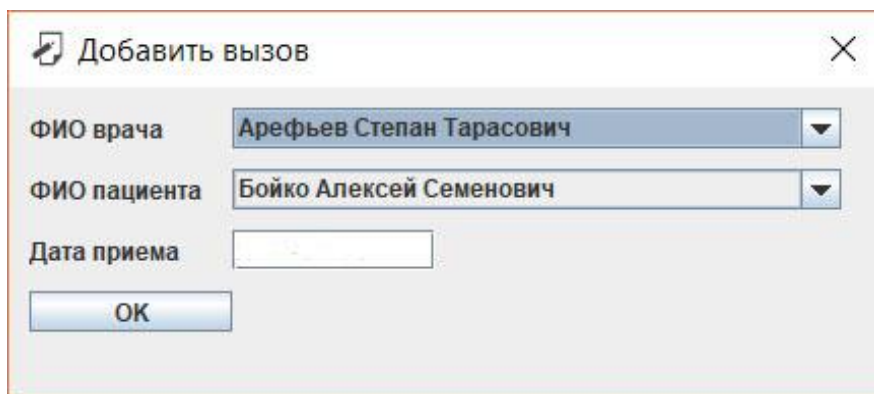 Добавить вызов
ФИО врача Арефьев Степан Тарасович
ФИО пациента Бойко Алексей Семенович
Дата приема
OK